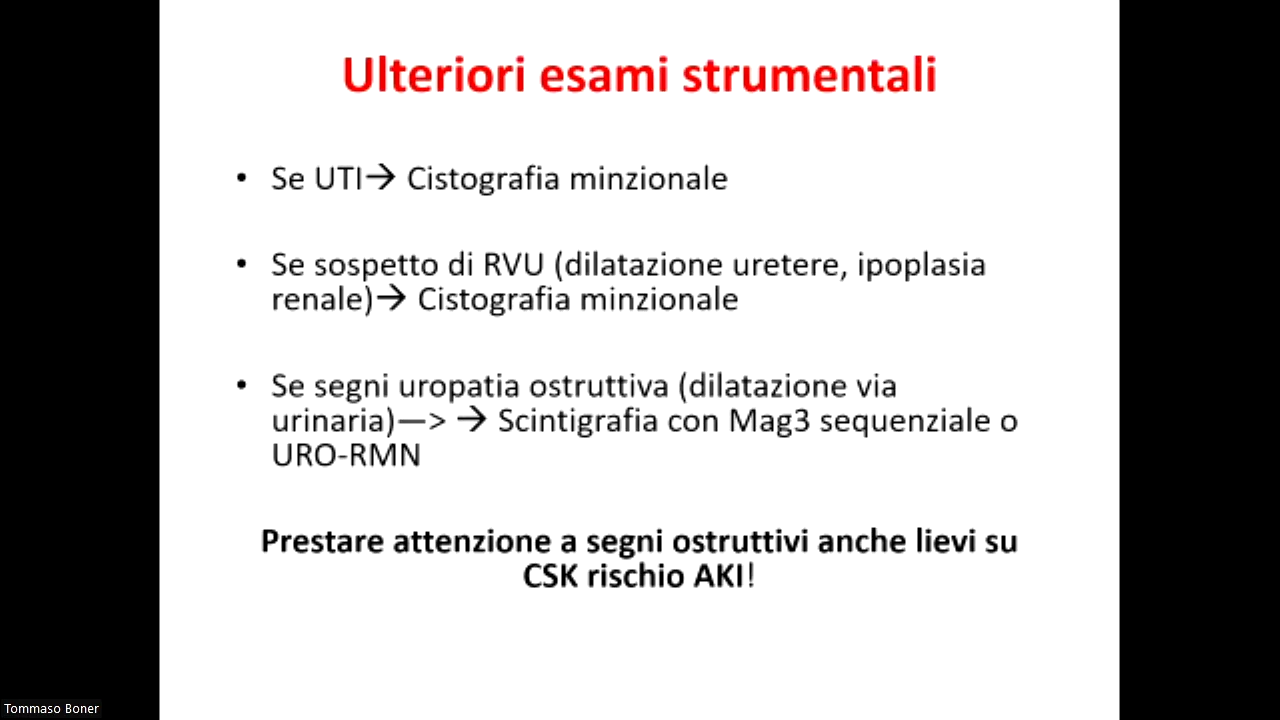 Ulteriori esami strumentali
• Se UTI→ Cistografia minzionale
• Se sospetto di RVU (dilatazione uretere, ipoplasia
renale)→ Cistografia minzionale
• Se segni uropatia ostruttiva (dilatazione via
urinaria)—> → Scintigrafia con Mag3 sequenziale o
URO-RMN
Prestare attenzione a segni ostruttivi anche lievi su
CSK rischio AKI!
Tommaso Boner